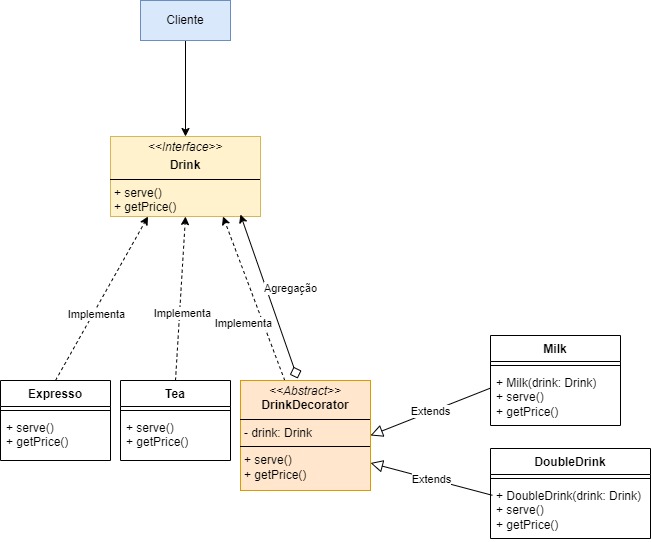 Cliente
<<Interface>>
Drink
+ serve()
+ getPrice()
Agregação
Implementa
Implementa
Implementa
Expresso
+ serve()
+ getPrice()
Tea
+ serve()
+ getPrice()
<<Abstract>>
DrinkDecorator
- drink: Drink
+ serve()
+ getPrice()
Extends
Extends
Milk
+ Milk(drink: Drink)
+ serve()
+ getPrice()
DoubleDrink
+ DoubleDrink(drink: Drink)
+ serve()
+ getPrice()